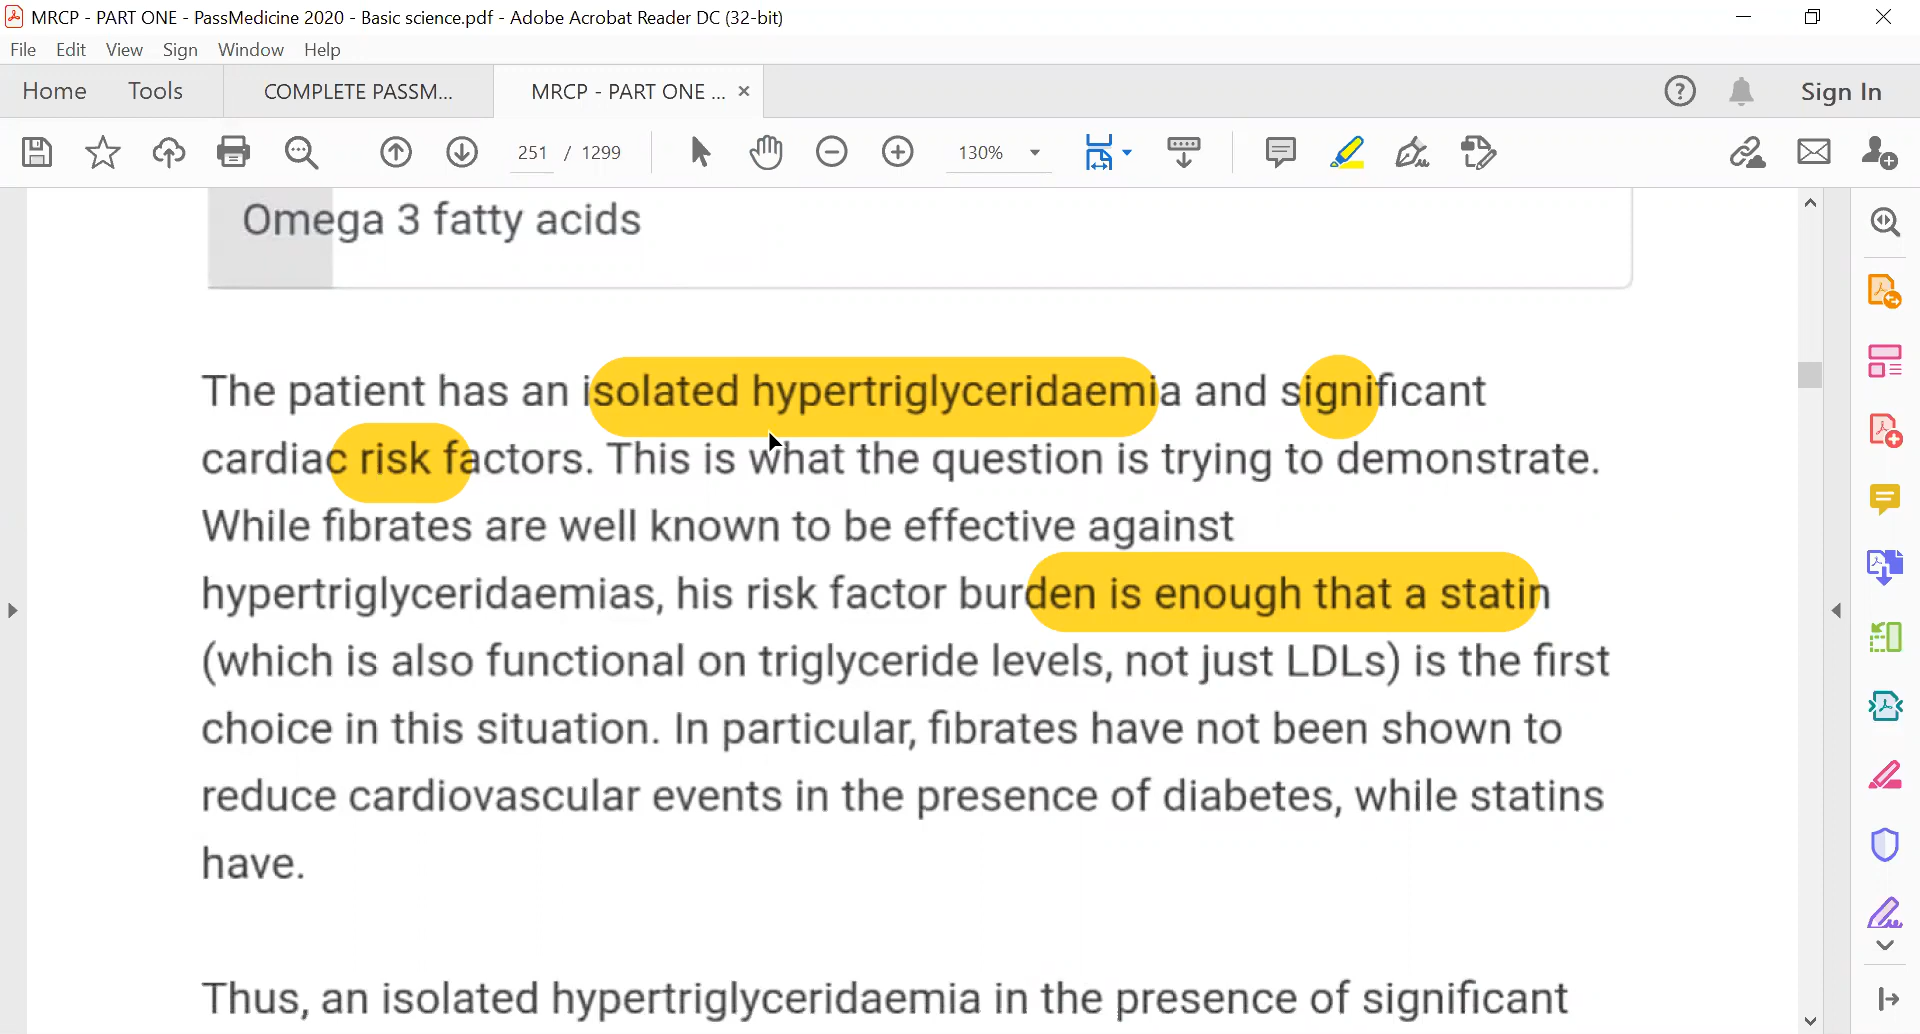 MRCP - PART ONE - PassMedicine 2020 - Basic science.pdf - Adobe Acrobat Reader DC (32-bit)
File Edit View Sign Window Help
Home Tools COMPLETE PASSM... MRCP - PART ONE ... × Sign In
251 / 1299 130%
Omega 3 fatty acids
The patient has an isolated hypertriglyceridaemia and significant
cardiac risk factors. This is what the question is trying to demonstrate.
While fibrates are well known to be effective against
hypertriglyceridaemias, his risk factor burden is enough that a statin
(which is also functional on triglyceride levels, not just LDLs) is the first
choice in this situation. In particular, fibrates have not been shown to
reduce cardiovascular events in the presence of diabetes, while statins
have.
Thus, an isolated hypertriglyceridaemia in the presence of significant